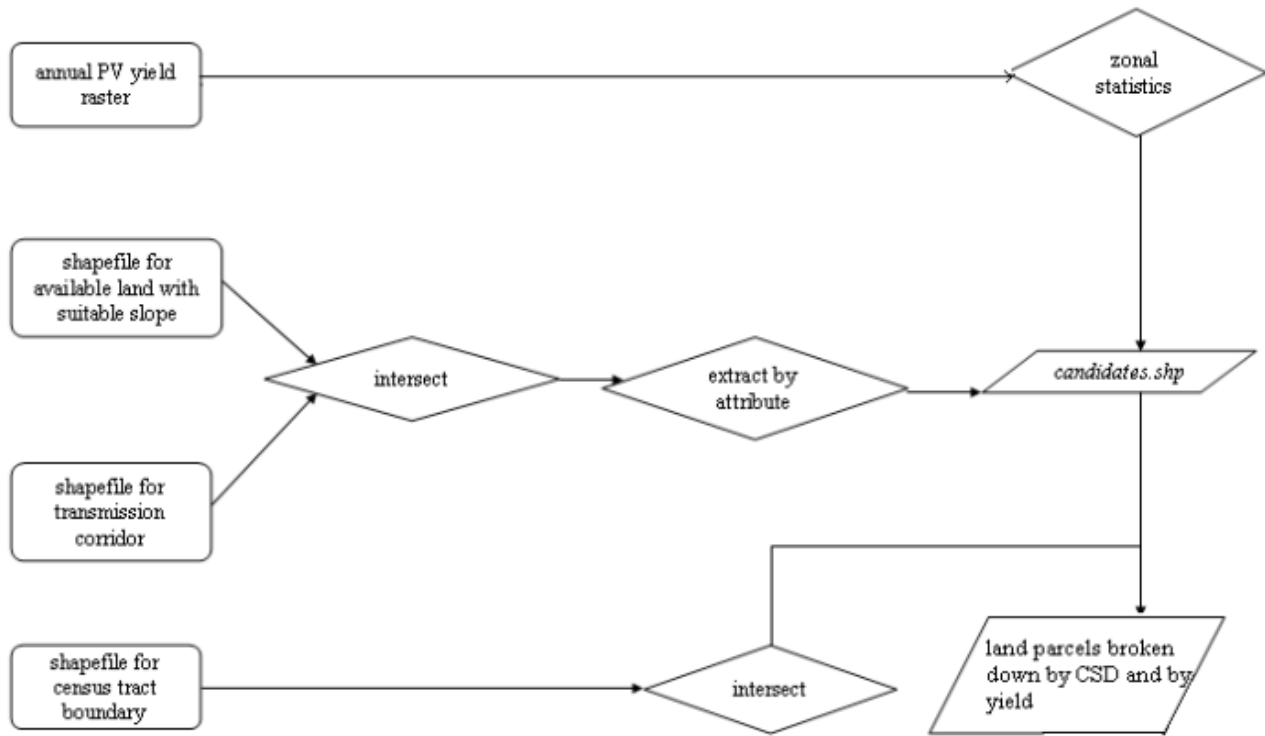 annual PV yield
raster
zonal
statistics
shapefile for
available land with
suitable slope
intersect
extract by
attribute
candidates.shp
shapefile for
transmission
corridor
shapefile for
census tract
boundary
intersect
land parcels broken
down by CSD and by
yield